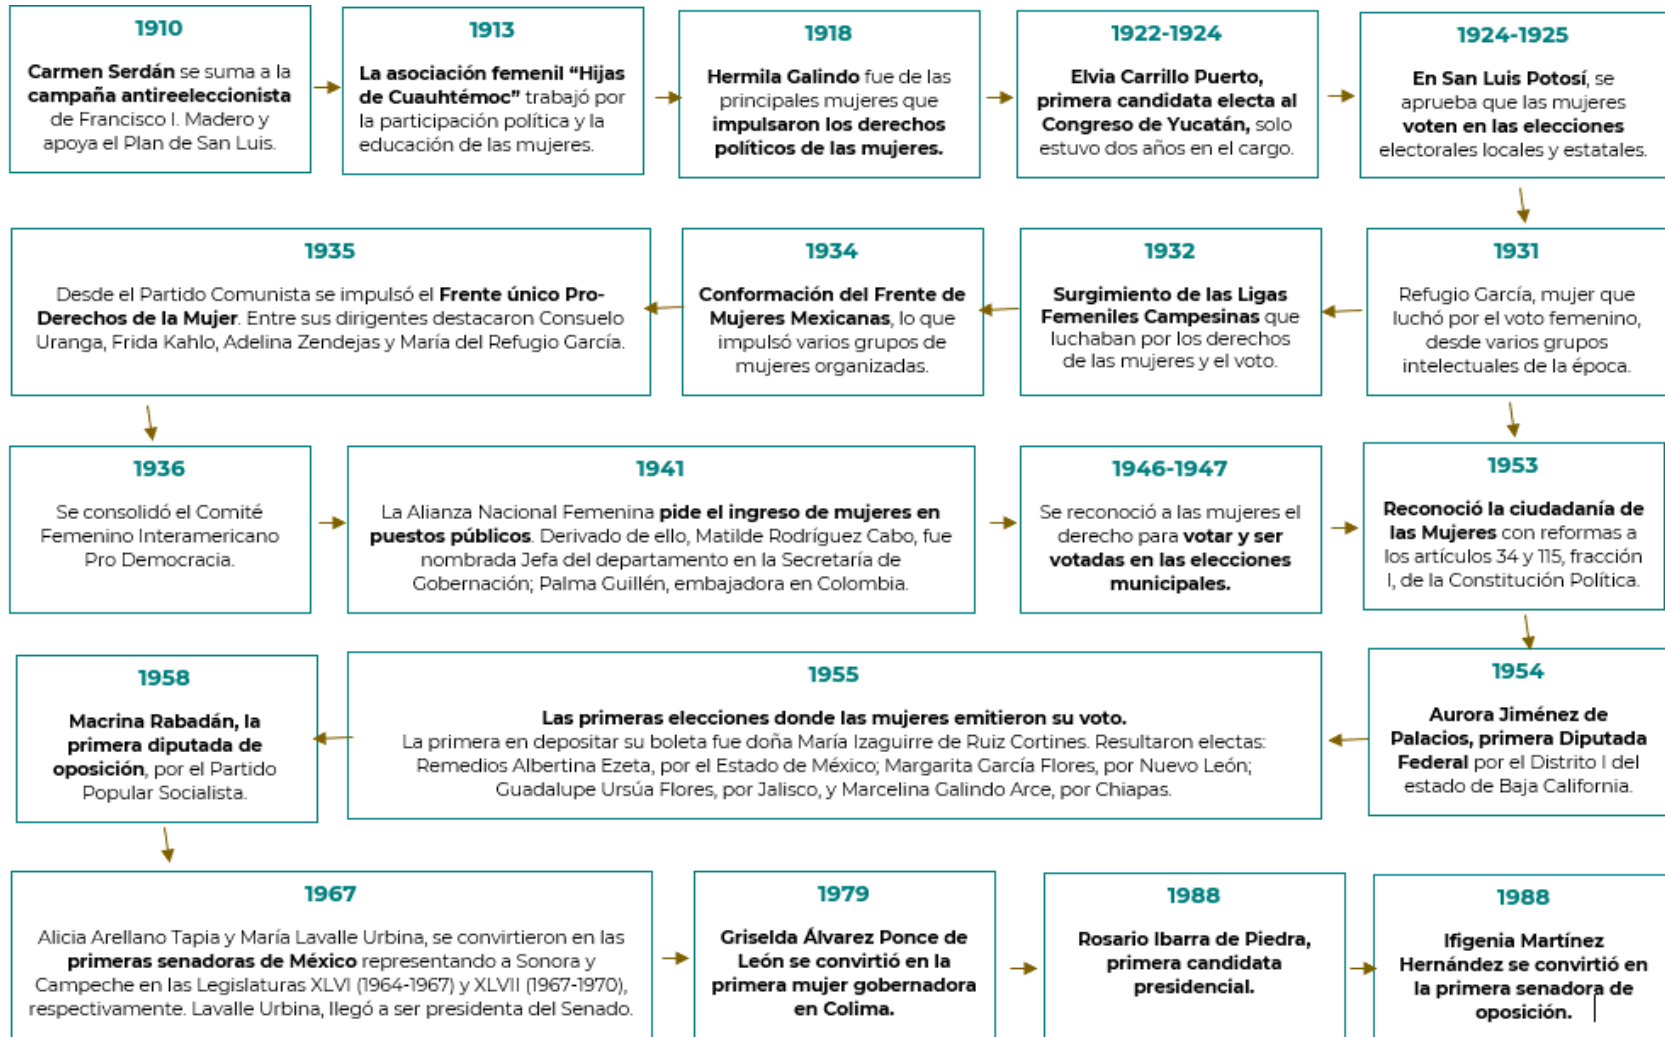 1910
Carmen Serdán se suma a la
campaña antireeleccionista
de Francisco I. Madero y
apoya el Plan de San Luis.
1913
La asociación femenil “Hijas
de Cuauhtémoc” trabajó por
la participación política y la
educación de las mujeres.
1918
Hermila Galindo fue de las
principales mujeres que
impulsaron los derechos
políticos de las mujeres.
1922-1924
Elvia Carrillo Puerto,
primera candidata electa al
Congreso de Yucatán, solo
estuvo dos años en el cargo.
1924-1925
En San Luis Potosí, se
aprueba que las mujeres
voten en las elecciones
electorales locales y estatales.
1935
Desde el Partido Comunista se impulsó el Frente único Pro-
Derechos de la Mujer. Entre sus dirigentes destacaron Consuelo
Uranga, Frida Kahlo, Adelina Zendejas y María del Refugio García.
1934
Conformación del Frente de
Mujeres Mexicanas, lo que
impulsó varios grupos de
mujeres organizadas.
1932
Surgimiento de las Ligas
Femeniles Campesinas que
luchaban por los derechos
de las mujeres y el voto.
1931
Refugio García, mujer que
luchó por el voto femenino,
desde varios grupos
intelectuales de la época.
1936
Se consolidó el Comité
Femenino Interamericano
Pro Democracia.
1941
La Alianza Nacional Femenina pide el ingreso de mujeres en
puestos públicos. Derivado de ello, Matilde Rodríguez Cabo, fue
nombrada Jefa del departamento en la Secretaría de
Gobernación; Palma Guillén, embajadora en Colombia.
1946-1947
Se reconoció a las mujeres el
derecho para votar y ser
votadas en las elecciones
municipales.
1953
Reconoció la ciudadanía de
las Mujeres con reformas a
los artículos 34 y 115, fracción
I, de la Constitución Política.
1958
Macrina Rabadán, la
primera diputada de
oposición, por el Partido
Popular Socialista.
1955
Las primeras elecciones donde las mujeres emitieron su voto.
La primera en depositar su boleta fue doña María Izaguirre de Ruiz Cortines. Resultaron electas:
Remedios Albertina Ezeta, por el Estado de México; Margarita García Flores, por Nuevo León;
Guadalupe Ursúa Flores, por Jalisco, y Marcelina Galindo Arce, por Chiapas.
1954
Aurora Jiménez de
Palacios, primera Diputada
Federal por el Distrito I del
estado de Baja California.
1967
Alicia Arellano Tapia y María Lavalle Urbina, se convirtieron en las
primeras senadoras de México representando a Sonora y
Campeche en las Legislaturas XLVI (1964-1967) y XLVII (1967-1970),
respectivamente. Lavalle Urbina, llegó a ser presidenta del Senado.
1979
Griselda Álvarez Ponce de
León se convirtió en la
primera mujer gobernadora
en Colima.
1988
Rosario Ibarra de Piedra,
primera candidata
presidencial.
1988
Ifigenia Martínez
Hernández se convirtió en
la primera senadora de
oposición.